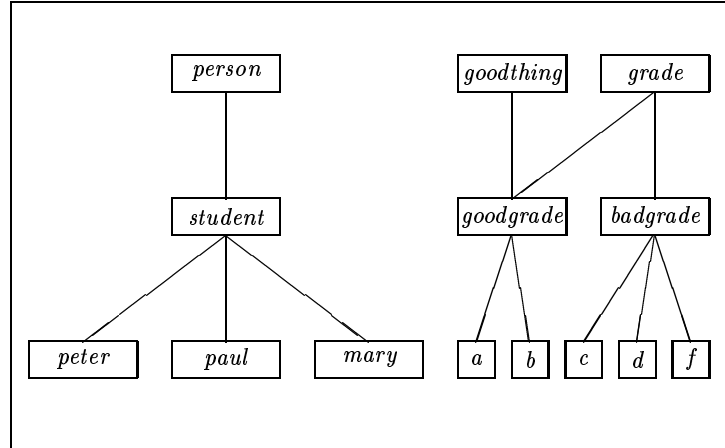 person goodthing grade
student goodgrade badgrade
peter paul mary a b c d f